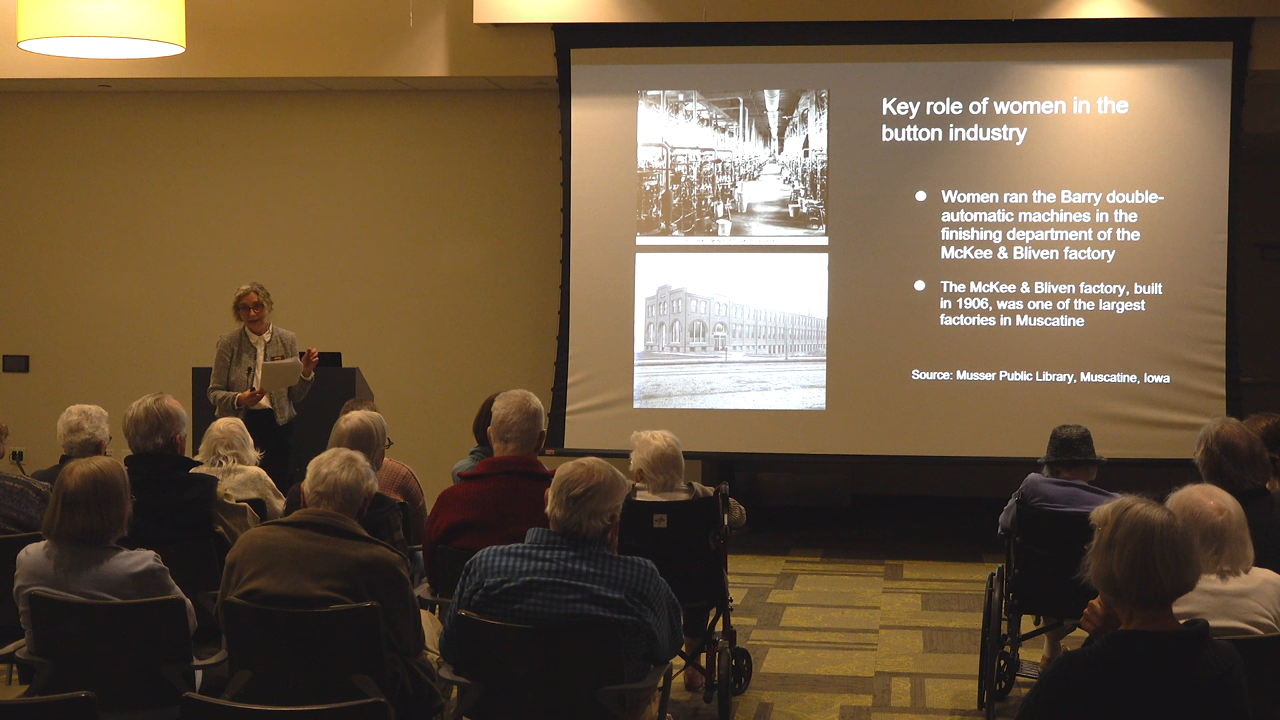 Key role of women in the
button industry
● Women ran the Barry double-
automatic machines in the
finishing department of the
McKee & Bliven factory
● The McKee & Bliven factory, built
in 1906, was one of the largest
factories in Muscatine
Source: Musser Public Library, Muscatine, Iowa